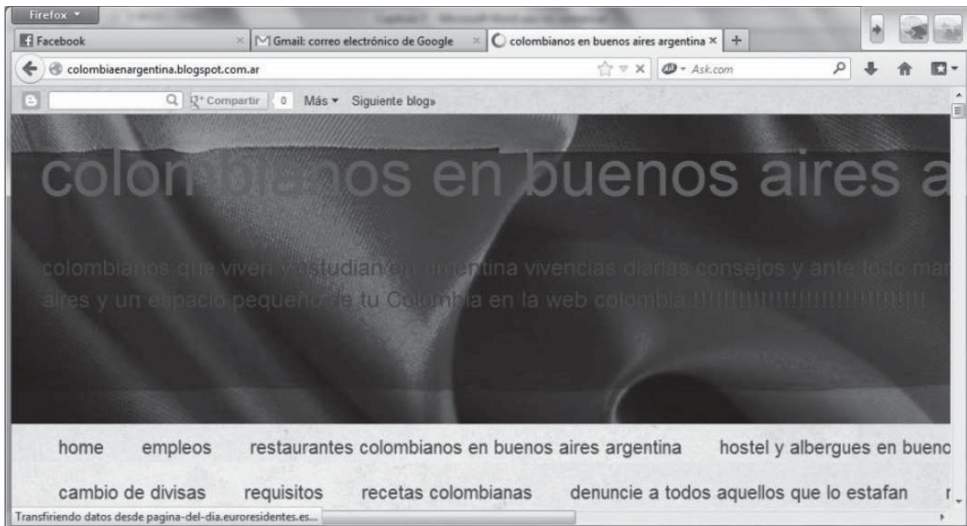 Firefox
Facebook × Gmail: correo electrónico de Google × colombianos en buenos aires argentina × +
colombiaenargentina.blogspot.com.ar Ask.com
g+ Compartir 0 Más Siguiente blog»
colombianos en buenos aires a
colombianos que viven y estudian en argentina vivencias diarias consejos y ante todo mar
aires y un espacio pequeño de tu Columbia en la web colombia
home empleos restaurantes colombianos en buenos aires argentina hostel y albergues en bueno
cambio de divisas requisitos recetas colombianas denuncie a todos aquellos que lo estafan
Transfiriendo datos desde pagina-del-dia.euroresidentes.es...